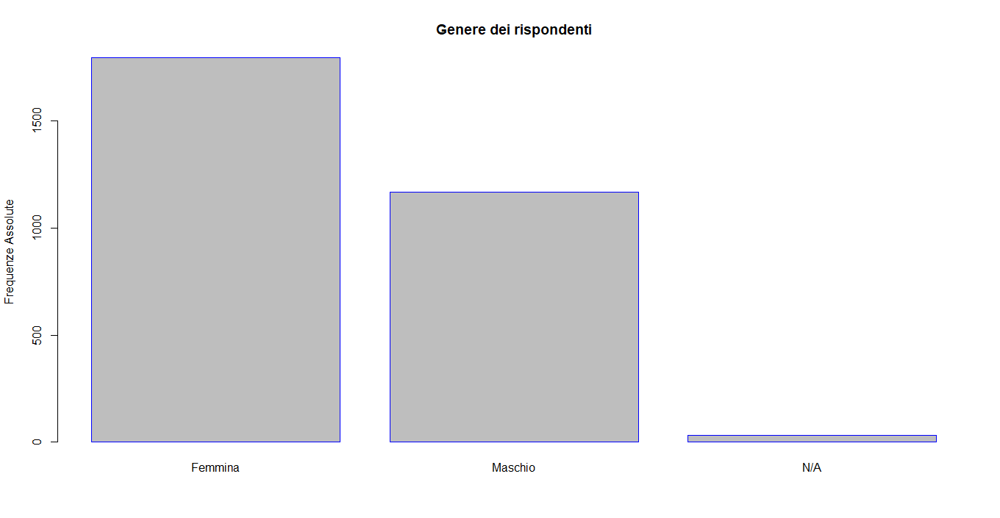 Genere dei rispondenti
Frequenze Assolute
1500
1000
500
0
Femmina
Maschio
N/A